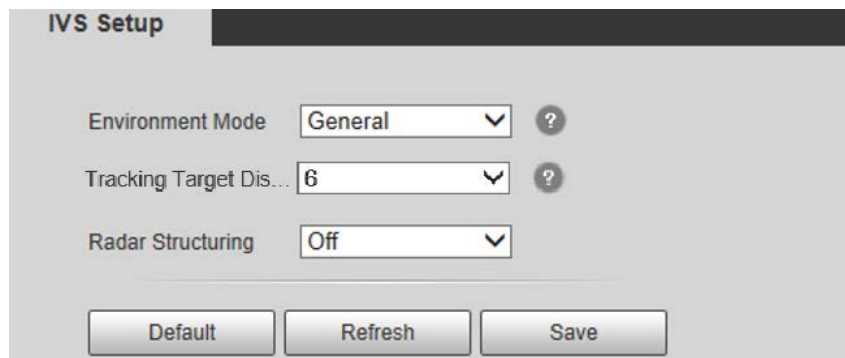 IVS Setup
Environment Mode General ?
Tracking Target Dis... 6 ?
Radar Structuring Off
Default Refresh Save